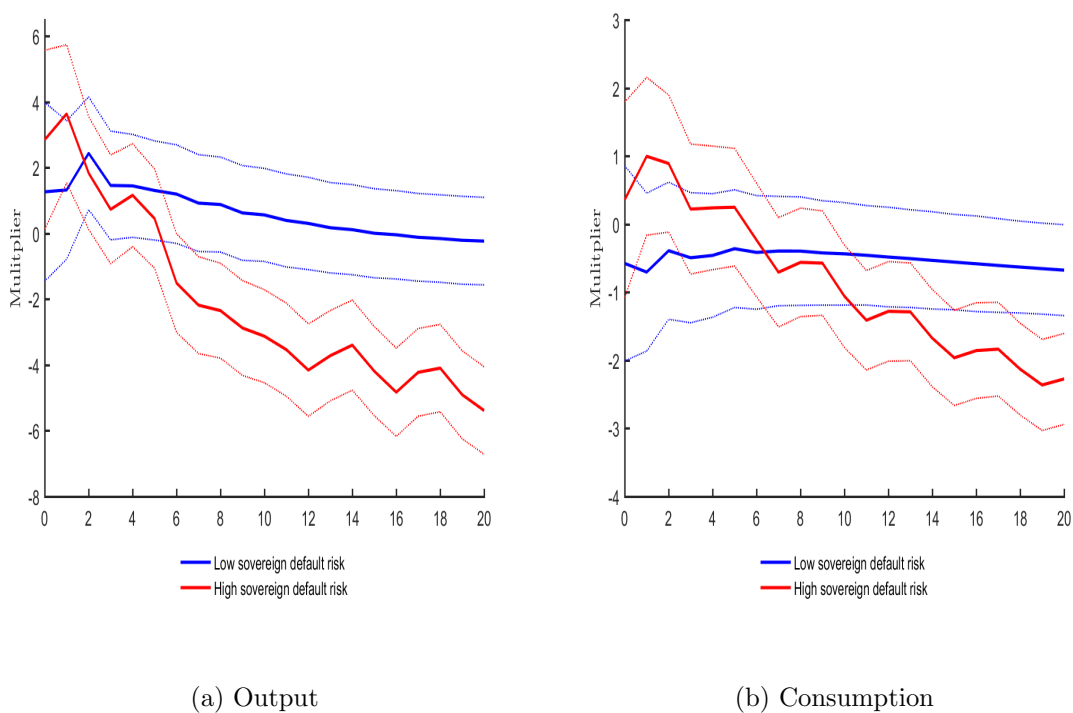 6
4
2
0
-2
-4
-6
-8
Mulitplier
0 2 4 6 8 10 12 14 16 18 20
Low sovereign default risk
High sovereign default risk
(a) Output
3
2
1
0
-1
-2
-3
-4
Mulitplier
0 2 4 6 8 10 12 14 16 18 20
Low sovereign default risk
High sovereign default risk
(b) Consumption